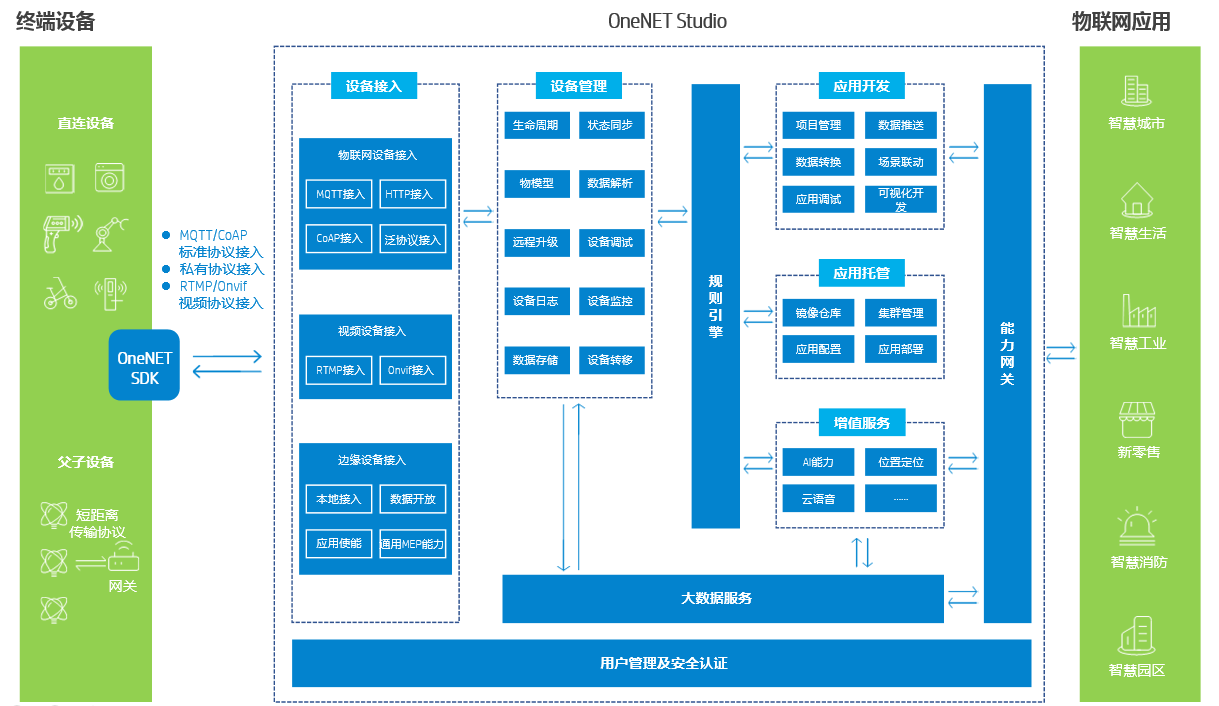 终端设备
OneNET Studio
物联网应用
直连设备
MQTT/CoAP
标准协议接入
私有协议接入
RTMP/Onvif
视频协议接入
OneNET
SDK
父子设备
短距离
传输协议
网关
设备接入
物联网设备接入
MQTT接入
HTTP接入
CoAP接入
泛协议接入
视频设备接入
RTMP接入
Onvif接入
边缘设备接入
本地接入
数据开放
应用使能
通用MEP能力
设备管理
生命周期
状态同步
物模型
数据解析
远程升级
设备调试
设备日志
设备监控
数据存储
设备转移
规则引擎
应用开发
项目管理
数据推送
数据转换
场景联动
应用调试
可视化开
发
应用托管
镜像仓库
集群管理
应用配置
应用部署
增值服务
AI能力
位置定位
云语音
......
能力网关
大数据服务
用户管理及安全认证
智慧城市
智慧生活
智慧工业
新零售
智慧消防
智慧园区